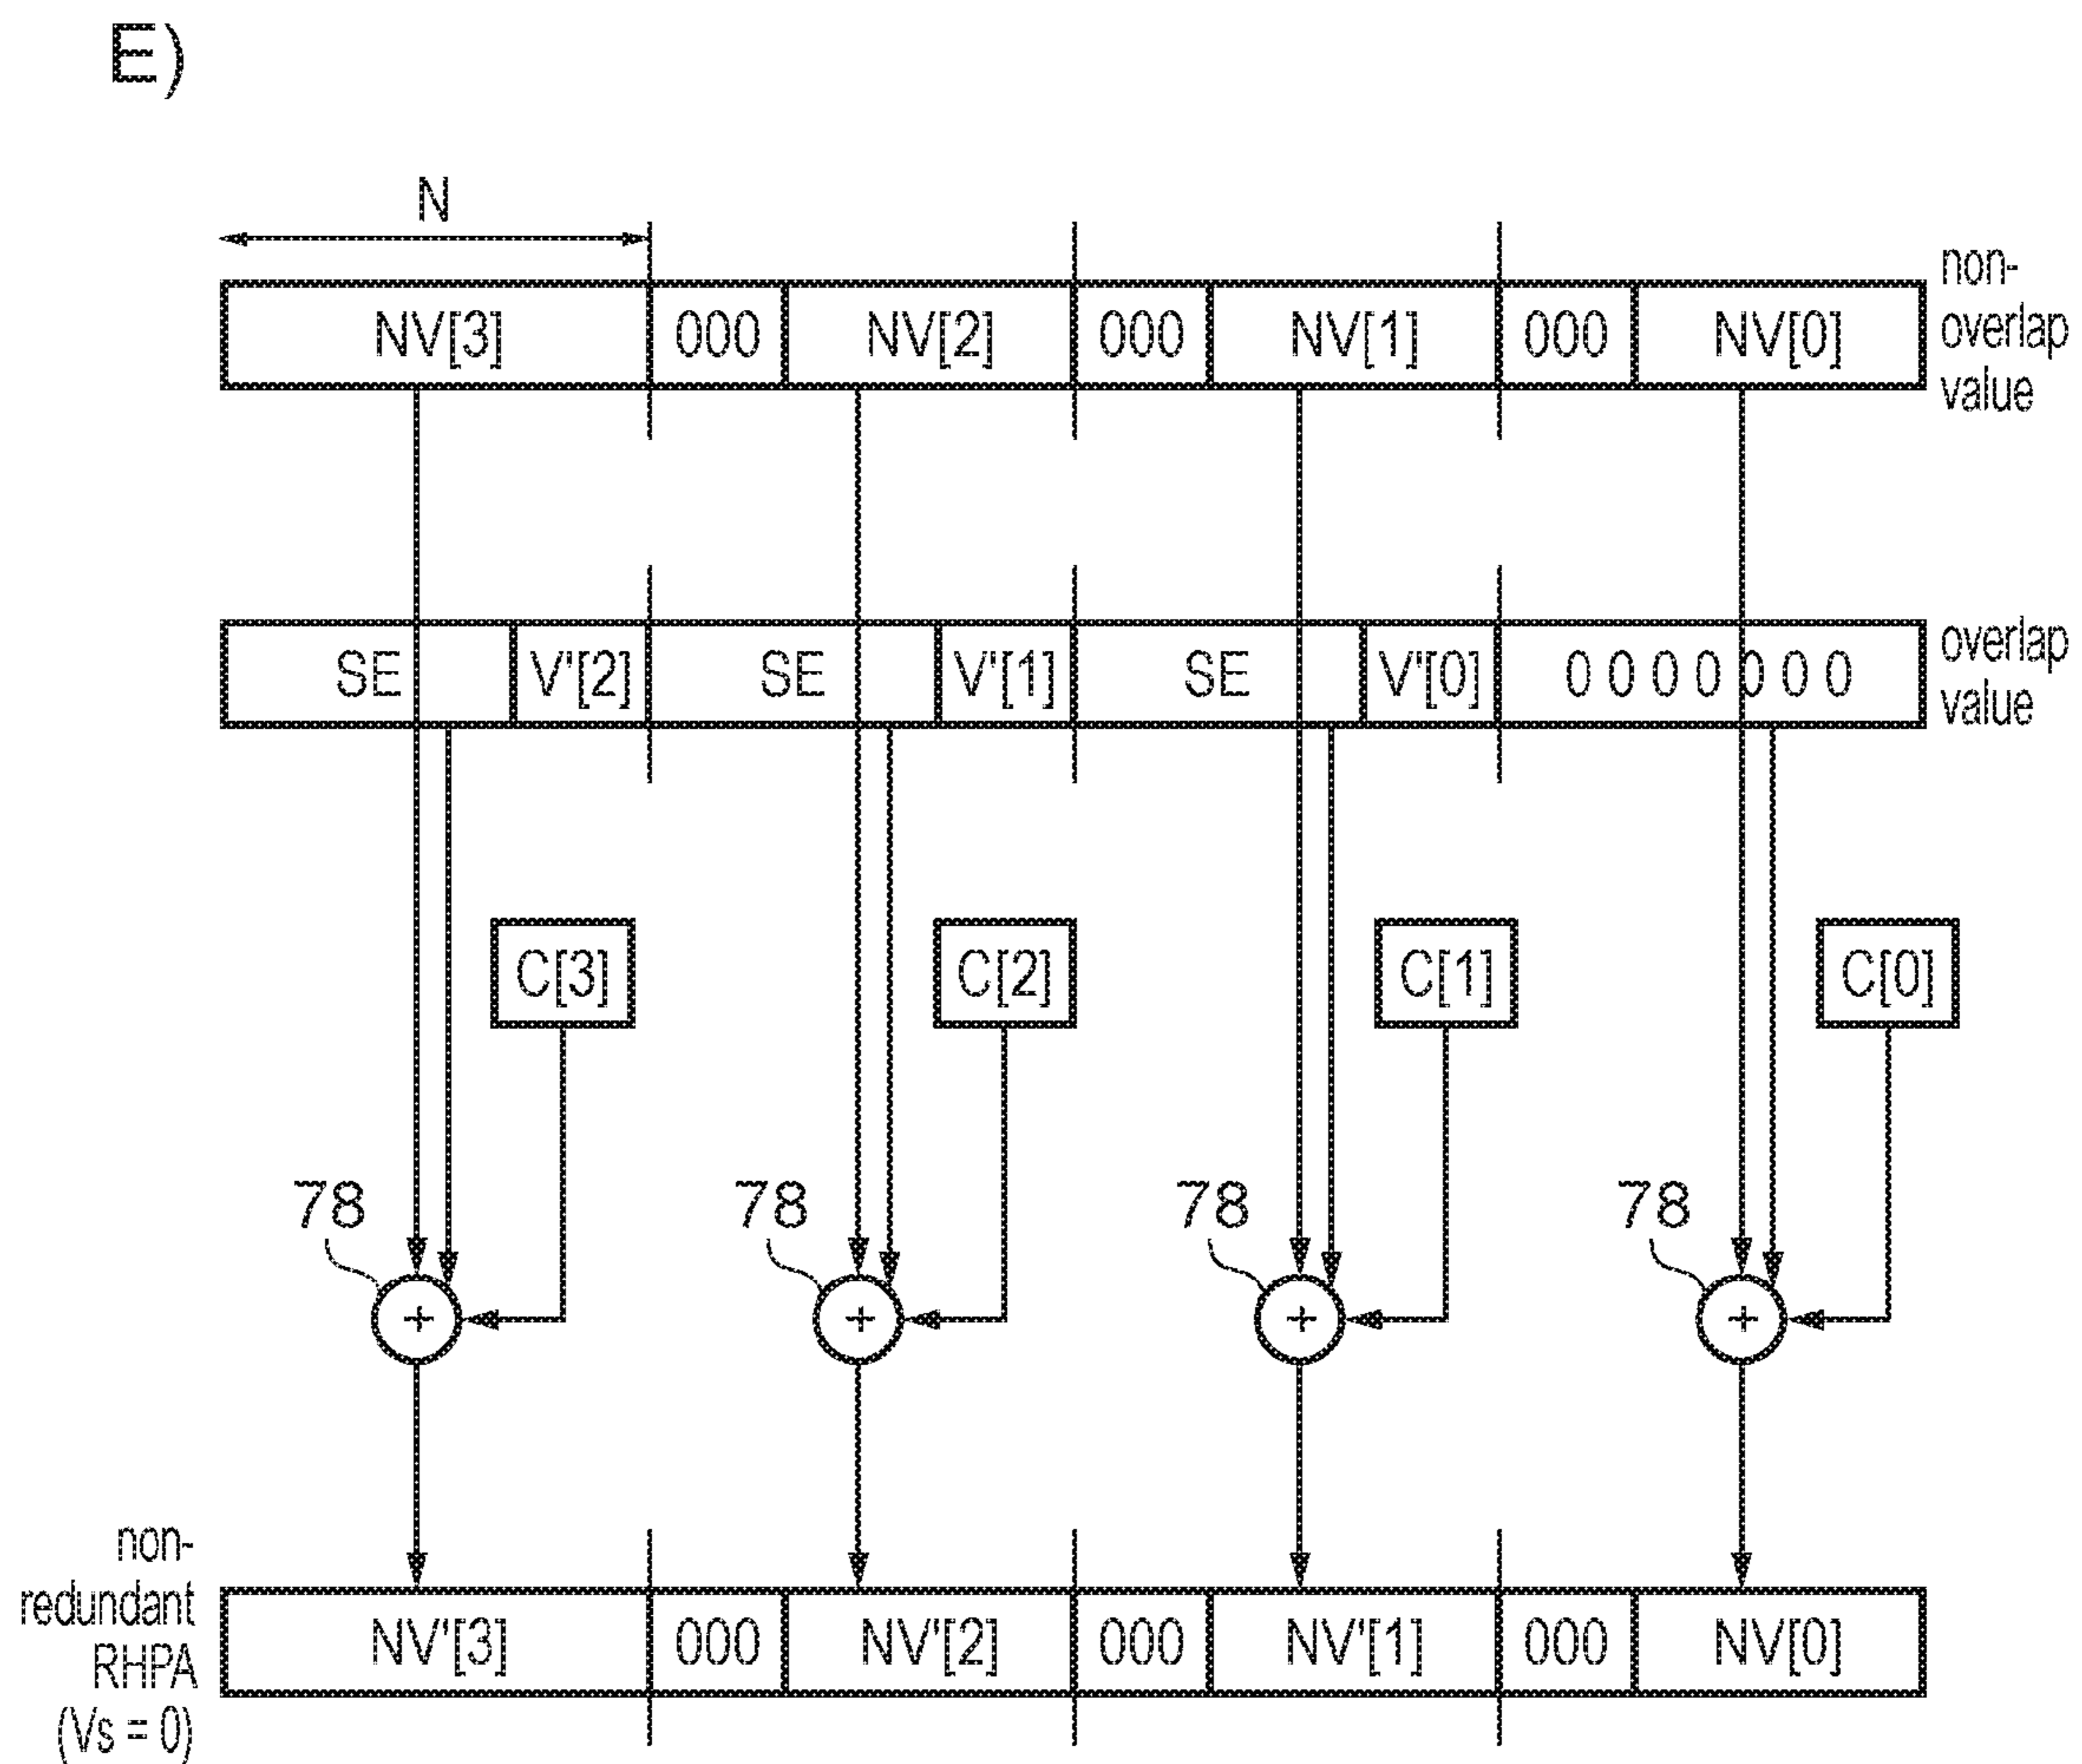 E)
N
NV[3] 000 NV[2] 000 NV[1] 000 NV[0]
non-
overlap
value
SE V'[2] SE V'[1] SE V'[0] 0 0 0 0 0 0 0
overlap
value
C[3] C[2] C[1] C[0]
78 78 78 78
+ + + +
non-
redundant
RHPA
(Vs = 0)
NV'[3] 000 NV'[2] 000 NV'[1] 000 NV[0]